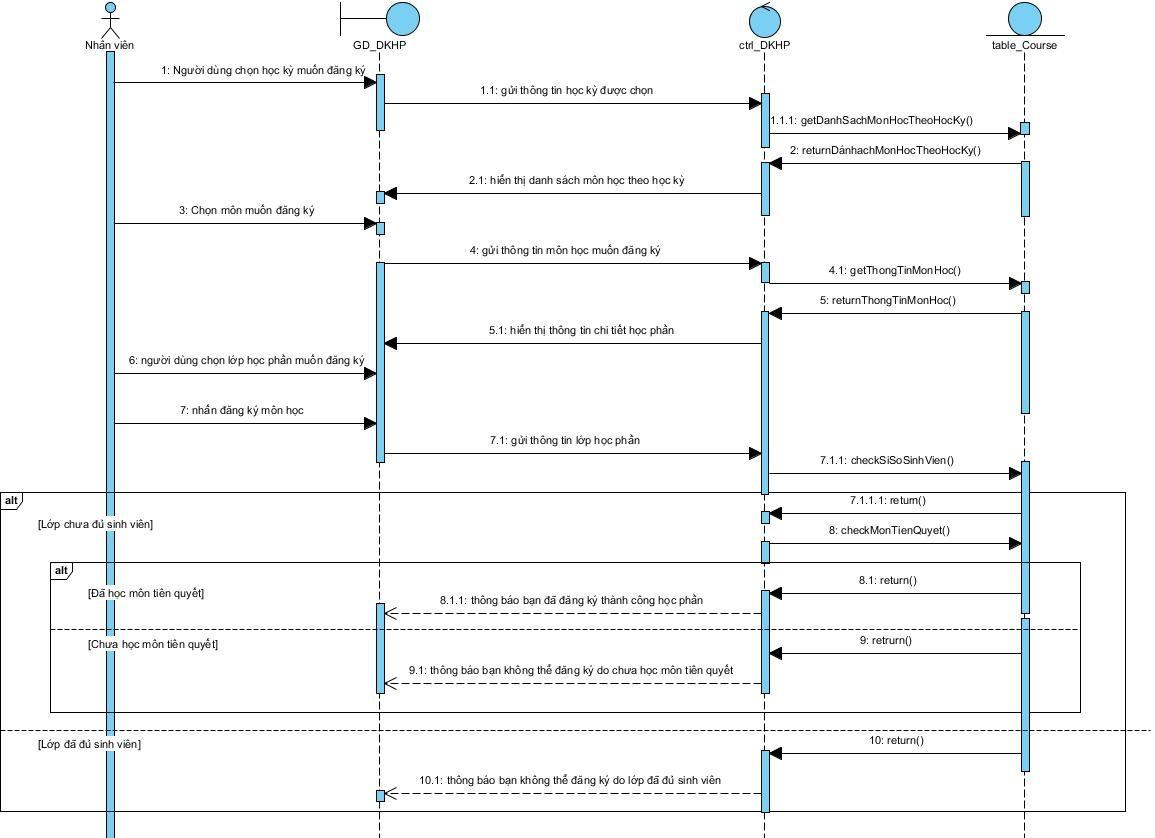 Nhân viên
GD_DKHP
ctrl_DKHP
table_Course
1: Người dùng chọn học kỳ muốn đăng ký
1.1: gửi thông tin học kỳ được chọn
1.1.1: getDanhSachMonHocTheoHocKy()
2: returnDánhachMonHocTheoHocKy()
2.1: hiển thị danh sách môn học theo học kỳ
3: Chọn môn muốn đăng ký
4: gửi thông tin môn học muốn đăng ký
4.1: getThongTinMonHoc()
5: returnThongTinMonHoc()
5.1: hiển thị thông tin chi tiết học phần
6: người dùng chọn lớp học phần muốn đăng ký
7: nhấn đăng ký môn học
7.1: gửi thông tin lớp học phần
7.1.1: checkSiSoSinhVien()
alt
7.1.1.1: return()
[Lớp chưa đủ sinh viên]
8: checkMonTienQuyet()
alt
8.1: return()
[Đã học môn tiên quyết]
8.1.1: thông báo bạn đã đăng ký thành công học phần
[Chưa học môn tiên quyết]
9: retrurn()
9.1: thông báo bạn không thể đăng ký do chưa học môn tiên quyết
[Lớp đã đủ sinh viên]
10: return()
10.1: thông báo bạn không thể đăng ký do lớp đã đủ sinh viên